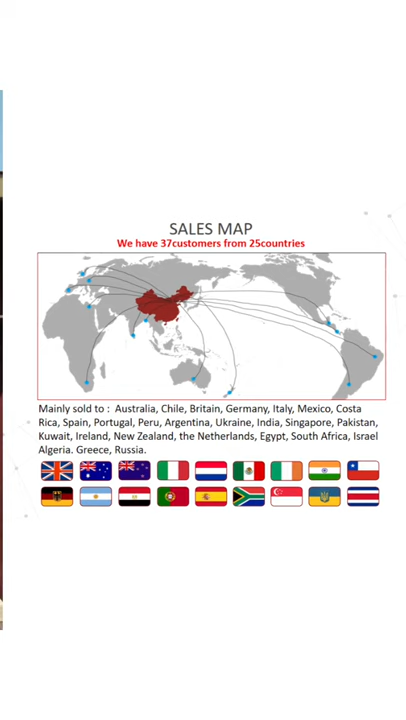 SALES MAP
We have 37customers from 25countries
Mainly sold to : Australia, Chile, Britain, Germany, Italy, Mexico, Costa
Rica, Spain, Portugal, Peru, Argentina, Ukraine, India, Singapore, Pakistan,
Kuwait, Ireland, New Zealand, the Netherlands, Egypt, South Africa, Israel
Algeria. Greece, Russia.